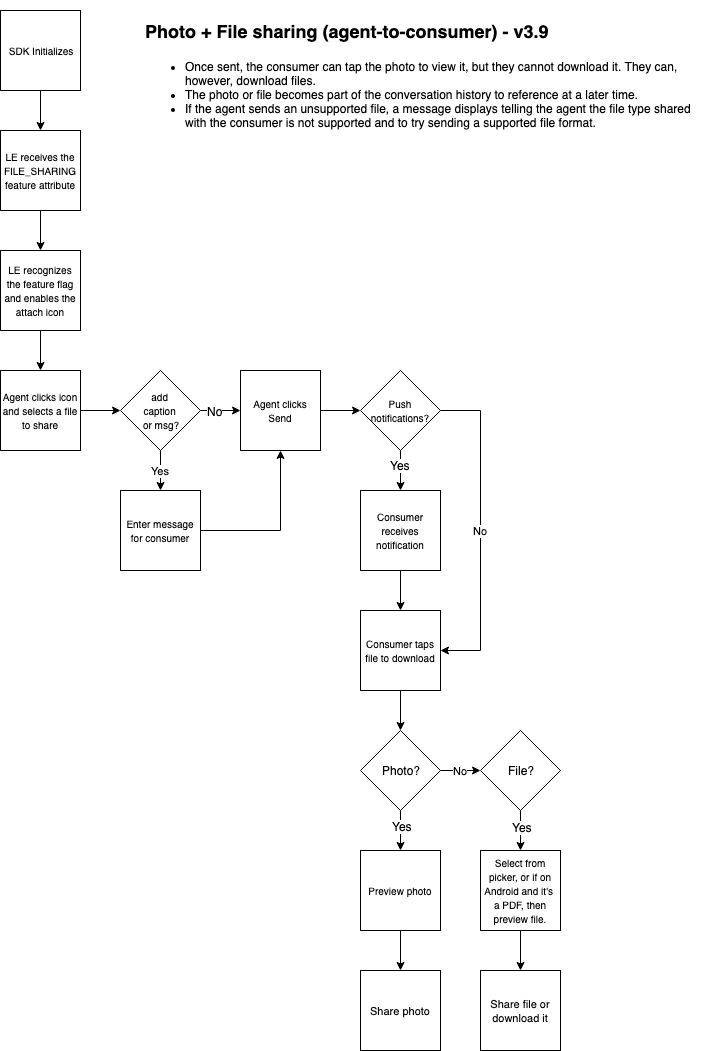 Photo + File sharing (agent-to-consumer) - v3.9
• Once sent, the consumer can tap the photo to view it, but they cannot download it. They can,
however, download files.
• The photo or file becomes part of the conversation history to reference at a later time.
• If the agent sends an unsupported file, a message displays telling the agent the file type shared
with the consumer is not supported and to try sending a supported file format.
SDK Initializes
LE receives the
FILE_SHARING
feature attribute
LE recognizes
the feature flag
and enables the
attach icon
Agent clicks icon
and selects a file
to share
add
caption
or msg?
No
Yes
Enter message
for consumer
Agent clicks
Send
Push
notifications?
Yes
No
Consumer
receives
notification
Consumer taps
file to download
Photo?
No
File?
Yes
Yes
Preview photo
Select from
picker, or if on
Android and it's
a PDF, then
preview file.
Share photo
Share file or
download it